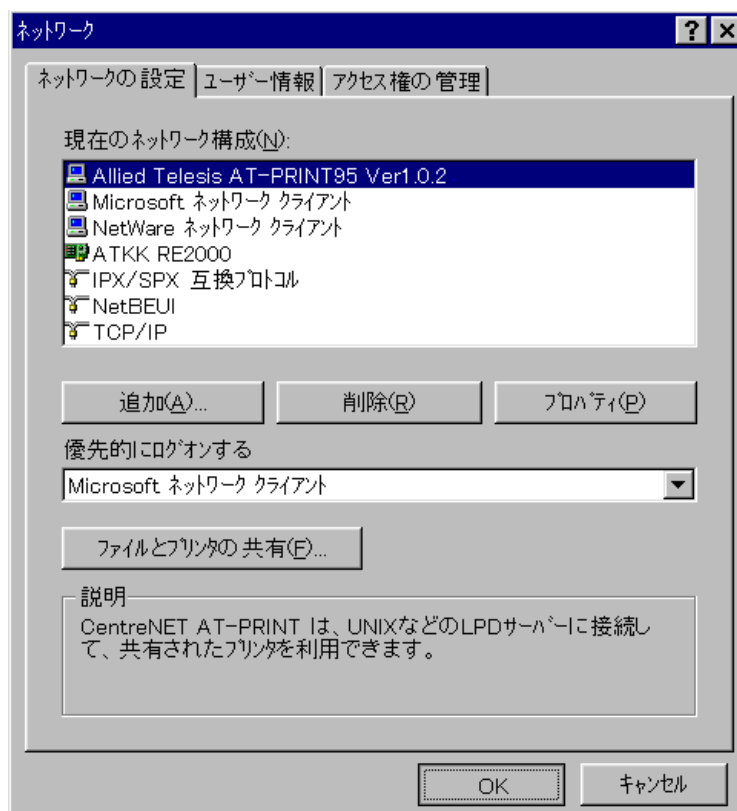 ネットワーク
ネットワークの設定 ユーザー情報 アクセス権の管理
現在のネットワーク構成(N):
Allied Telesis AT-PRINT95 Ver1.0.2
Microsoft ネットワーク クライアント
NetWare ネットワーク クライアント
ATKK RE2000
IPX/SPX 互換プロトコル
NetBEUI
TCP/IP
追加(A)... 削除(R) プロパティ(P)
優先的にログオンする
Microsoft ネットワーク クライアント
ファイルとプリンタの共有(F)...
説明
CentreNET AT-PRINT は、UNIXなどのLPDサーバーに接続し
て、共有されたプリンタを利用できます。
OK キャンセル